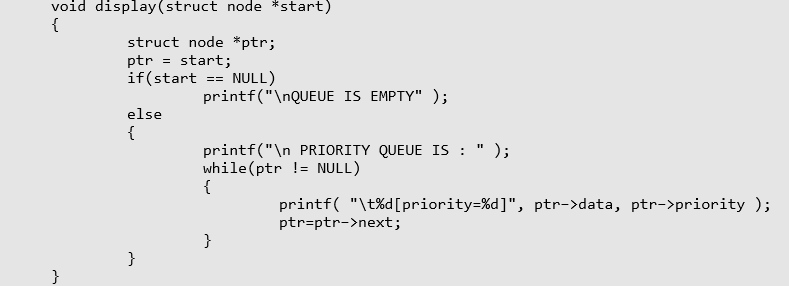 void display(struct node *start)
{
struct node *ptr;
ptr = start;
if(start == NULL)
printf("\nQUEUE IS EMPTY" );
else
{
printf("\n PRIORITY QUEUE IS : " );
while(ptr != NULL)
{
printf( "\t%d[priority=%d]", ptr->data, ptr->priority );
ptr=ptr->next;
}
}
}